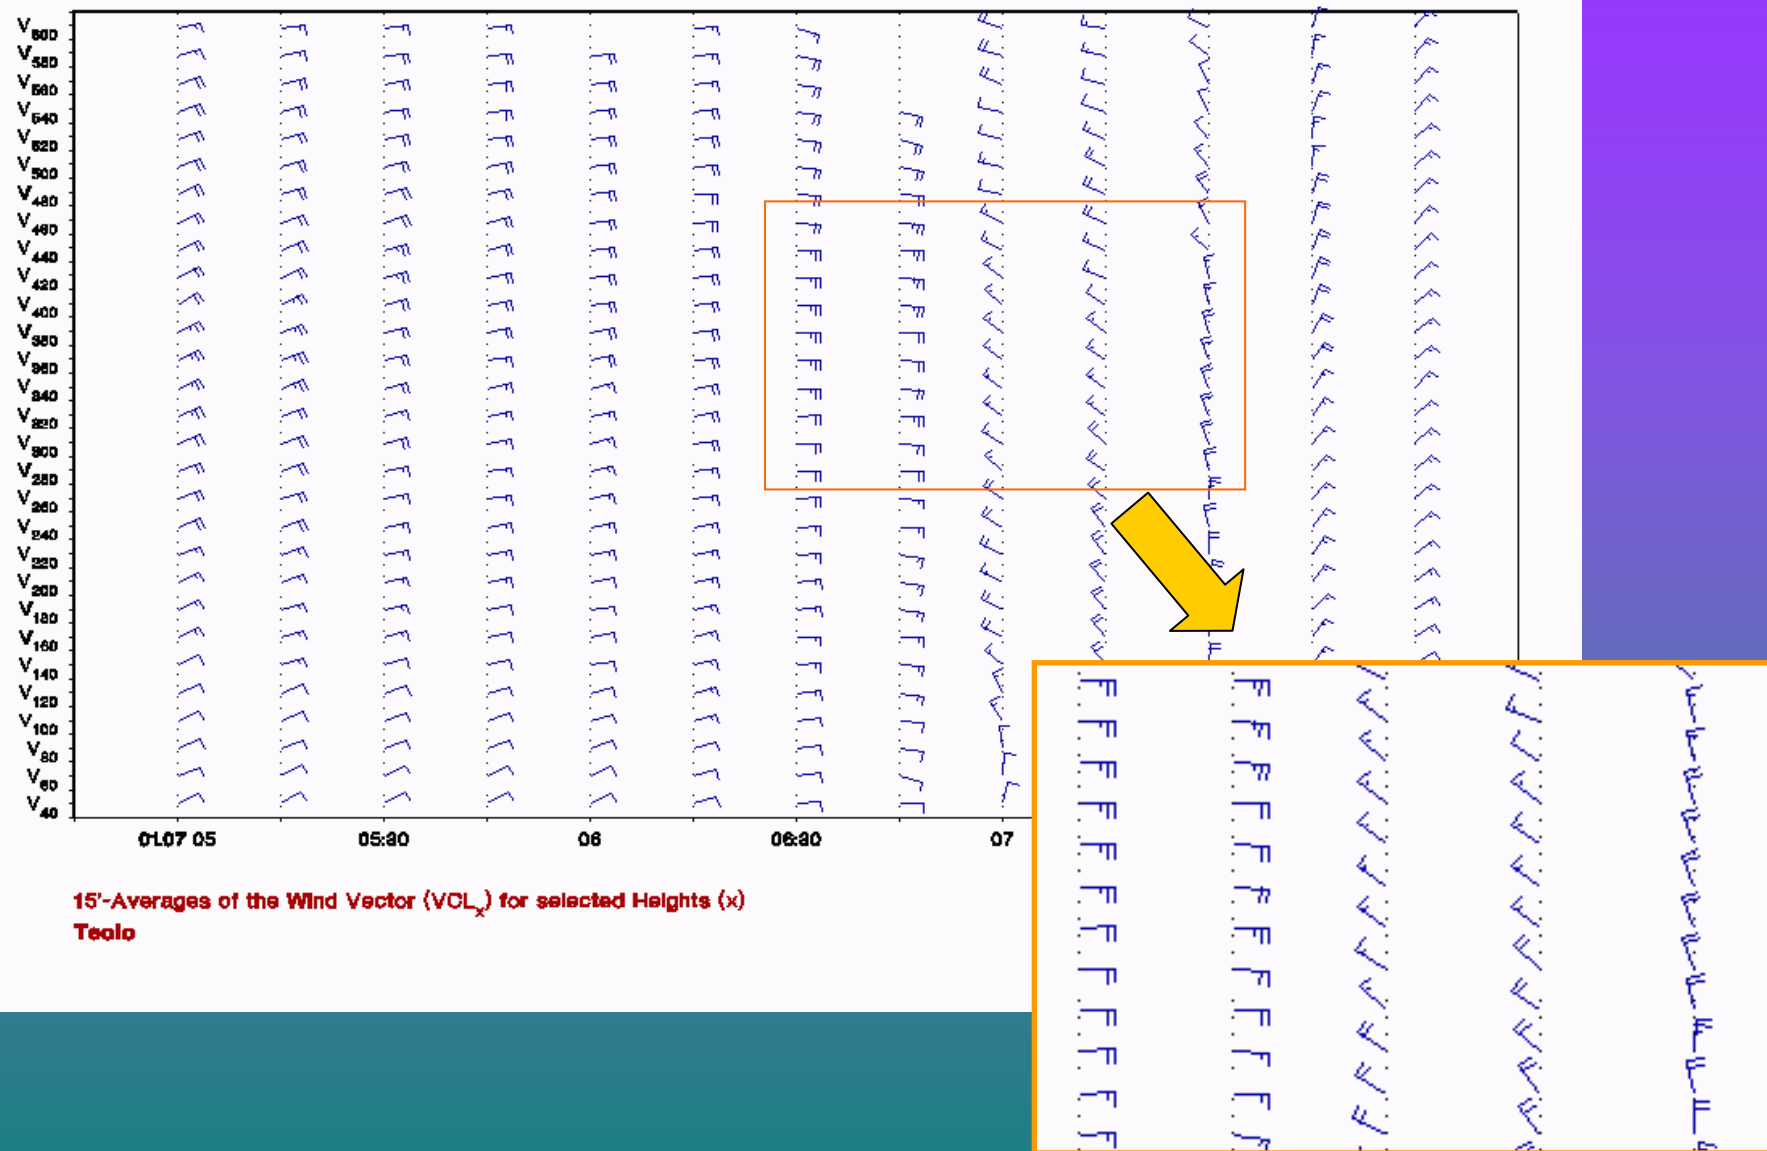 V600
V580
V560
V540
V520
V500
V480
V460
V440
V420
V400
V380
V360
V340
V320
V300
V280
V260
V240
V220
V200
V180
V160
V140
V120
V100
V80
V60
V40
01.07 05 05:30 06 06:30 07
15'-Averages of the Wind Vector (VCLx) for selected Heights (x)
Teolo